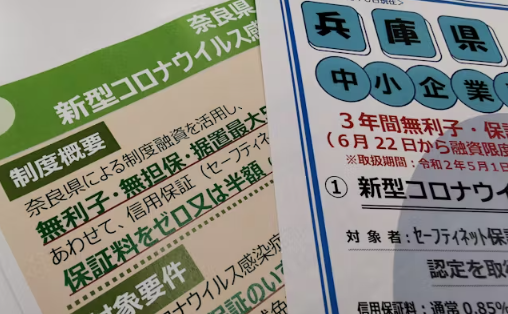 奈良県
新型コロナウイルス感
制度概要
奈良県による制度融資を活用し、
無利子・無担保・据置最大
あわせて、信用保証（セーフティネ
保証料をゼロ又は半額
対象要件
ウイルス感染症
保証のい
兵庫県
中小企業
３年間無利子・保
（６月２２日から融資限度
※取扱期間：令和２年５月１
① 新型コロナウイ
対象者：セーフティネット保
認定を取
信用保証料：通常 0.85%